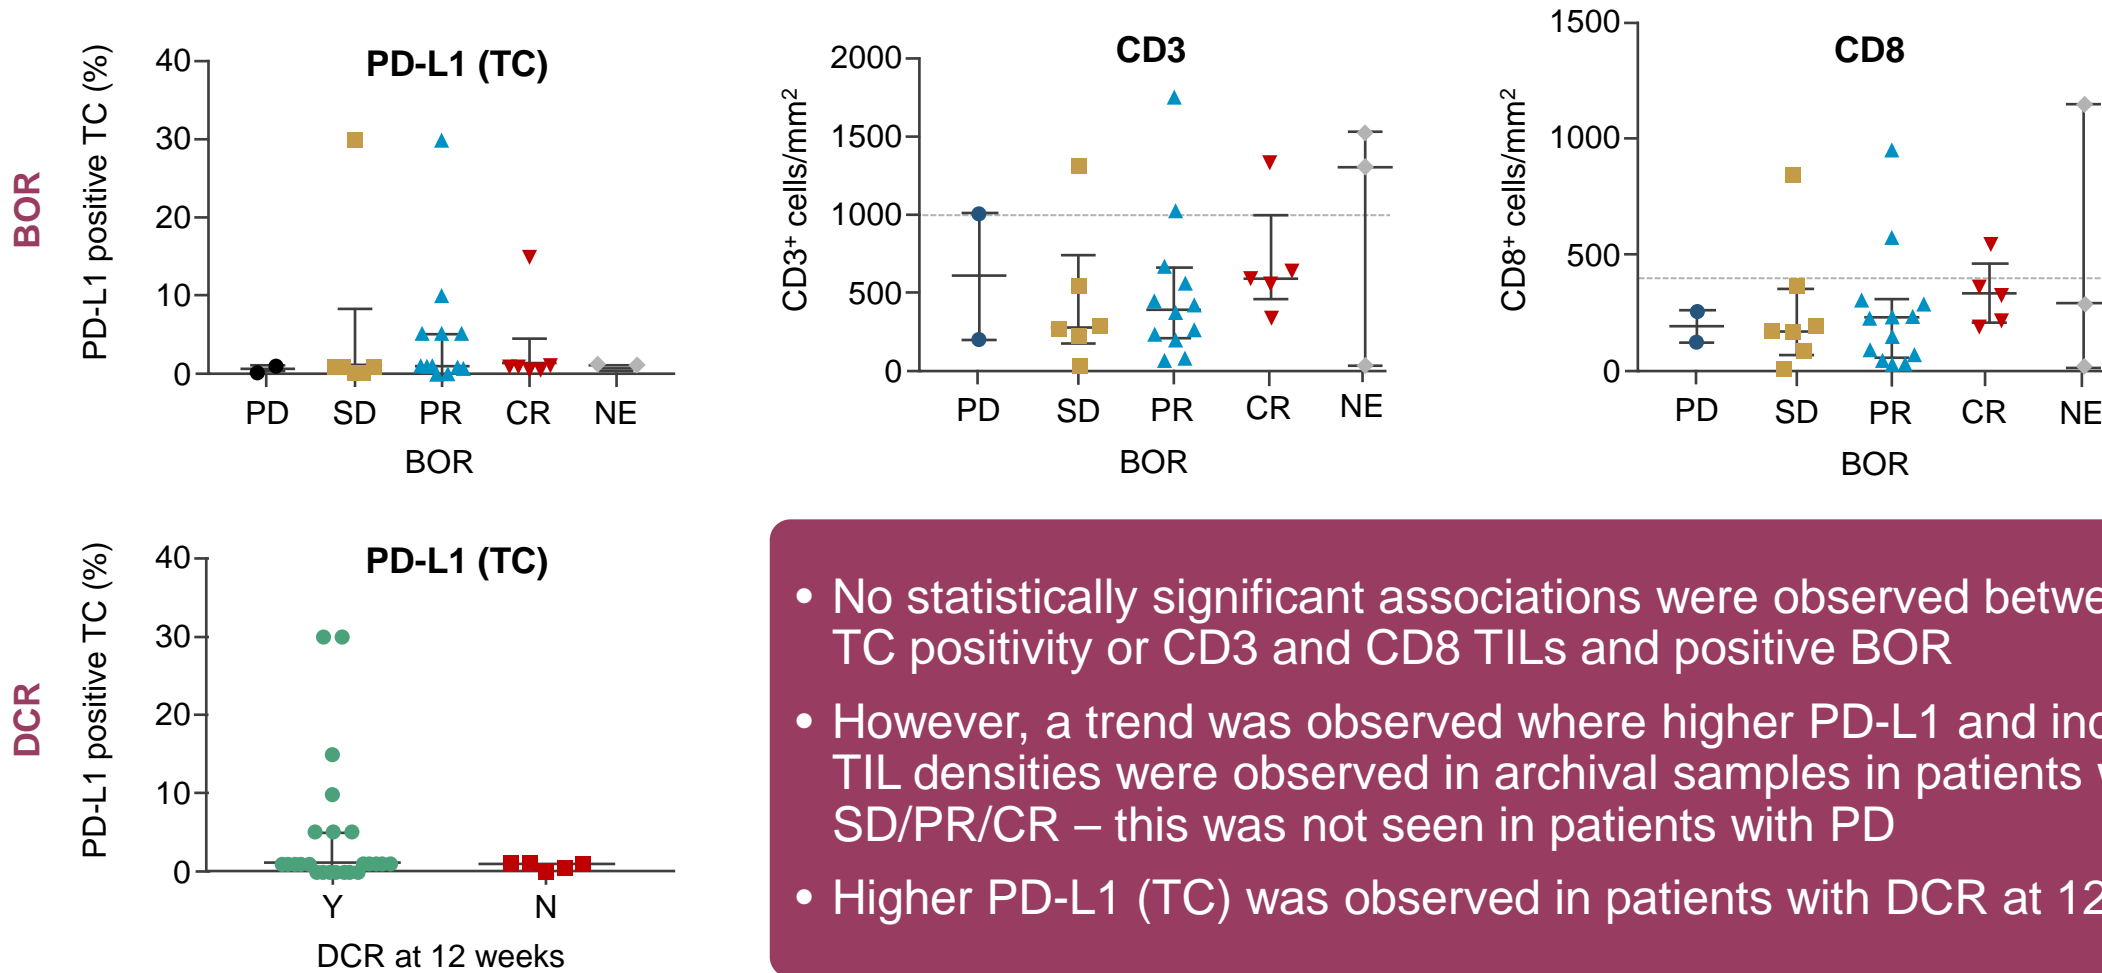 BOR
PD-L1 (TC)
PD-L1 positive TC (%)
40
30
20
10
0
PD SD PR CR NE
BOR
CD3
CD3⁺ cells/mm²
2000
1500
1000
500
0
PD SD PR CR NE
BOR
CD8
CD8⁺ cells/mm²
1500
1000
500
0
PD SD PR CR NE
BOR
DCR
PD-L1 (TC)
PD-L1 positive TC (%)
40
30
20
10
0
Y N
DCR at 12 weeks
• No statistically significant associations were observed
TC positivity or CD3 and CD8 TILs and positive BOR
• However, a trend was observed where higher PD-L1 and
TIL densities were observed in archival samples in patients
SD/PR/CR – this was not seen in patients with PD
• Higher PD-L1 (TC) was observed in patients with DCR at 12